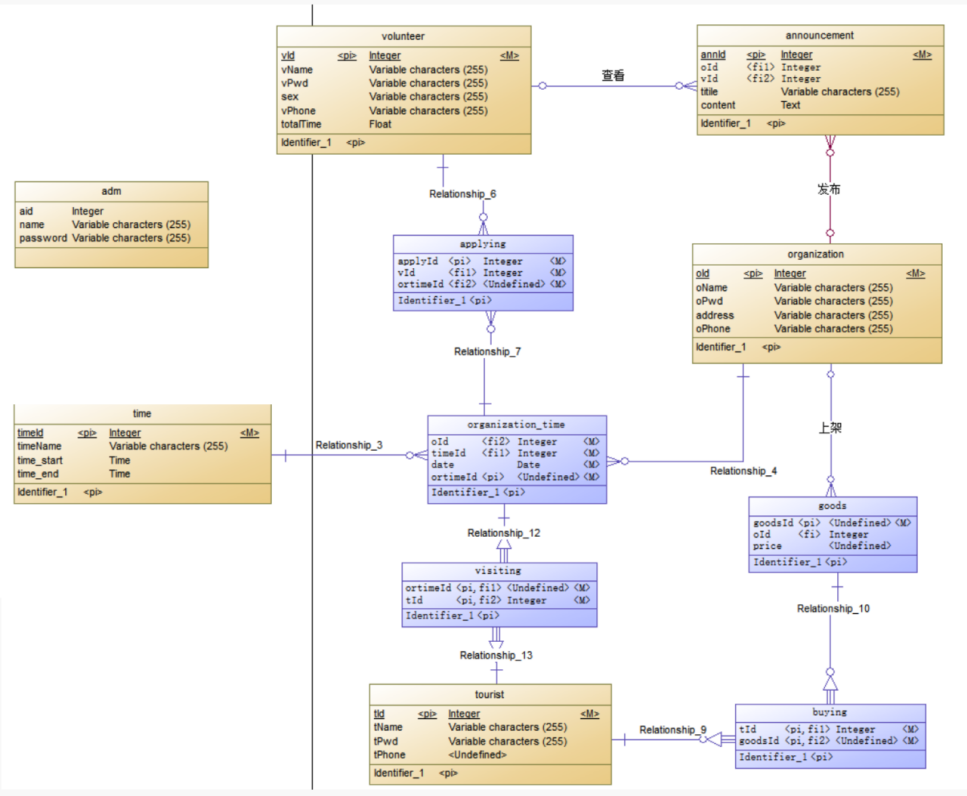 volunteer
vId <pi> Integer <M>
vName Variable characters (255)
vPwd Variable characters (255)
sex Variable characters (255)
vPhone Variable characters (255)
totalTime Float
Identifier_1 <pi>
查看
announcement
annId <pi> Integer <M>
oId <fi1> Integer
vId <fi2> Integer
titile Variable characters (255)
content Text
Identifier_1 <pi>
adm
aid Integer
name Variable characters (255)
password Variable characters (255)
Relationship_6
发布
applying
applyId <pi> Integer <M>
vId <fi1> Integer <M>
ortimeId <fi2> <Undefined> <M>
Identifier_1 <pi>
organization
oId <pi> Integer <M>
oName Variable characters (255)
oPwd Variable characters (255)
address Variable characters (255)
oPhone Variable characters (255)
Identifier_1 <pi>
Relationship_7
time
timeId <pi> Integer <M>
timeName Variable characters (255)
time_start Time
time_end Time
Identifier_1 <pi>
Relationship_3
organization_time
oId <fi2> Integer <M>
timeId <fi1> Integer <M>
date Date <M>
ortimeId <pi> <Undefined> <M>
Identifier_1 <pi>
Relationship_4
上架
goods
goodsId <pi> <Undefined> <M>
oId <fi> Integer
price <Undefined>
Identifier_1 <pi>
Relationship_12
visiting
ortimeId <pi,fi1> <Undefined> <M>
tId <pi,fi2> Integer <M>
Identifier_1 <pi>
Relationship_10
Relationship_13
tourist
tId <pi> Integer <M>
tName Variable characters (255)
tPwd Variable characters (255)
tPhone <Undefined>
Identifier_1 <pi>
Relationship_9
buying
tId <pi,fi1> Integer <M>
goodsId <pi,fi2> <Undefined> <M>
Identifier_1 <pi>